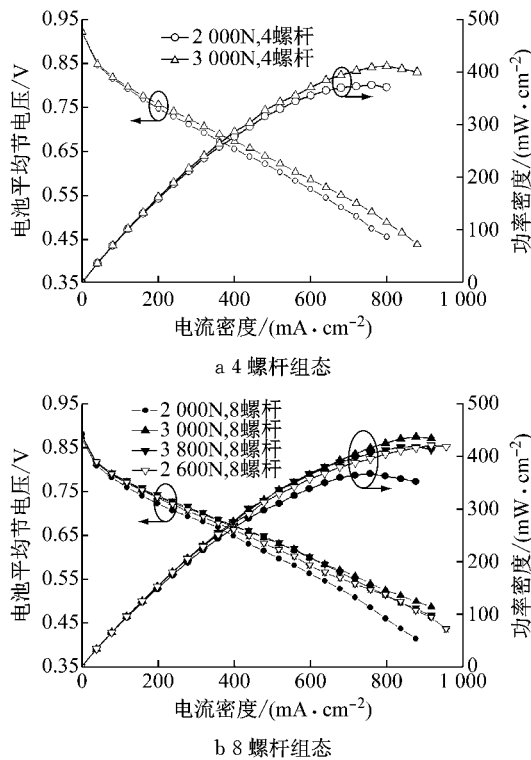 0.95
0.85
0.75
0.65
0.55
0.45
0.35
电池平均节电压/V
2 000N,4螺杆
3 000N,4螺杆
500
400
300
200
100
0
功率密度/(mW·cm⁻²)
0 200 400 600 800 1 000
电流密度/(mA·cm⁻²)
a 4 螺杆组态
0.95
0.85
0.75
0.65
0.55
0.45
0.35
电池平均节电压/V
2 000N,8螺杆
3 000N,8螺杆
3 800N,8螺杆
2 600N,8螺杆
500
400
300
200
100
0
功率密度/(mW·cm⁻²)
0 200 400 600 800 1 000
电流密度/(mA·cm⁻²)
b 8 螺杆组态